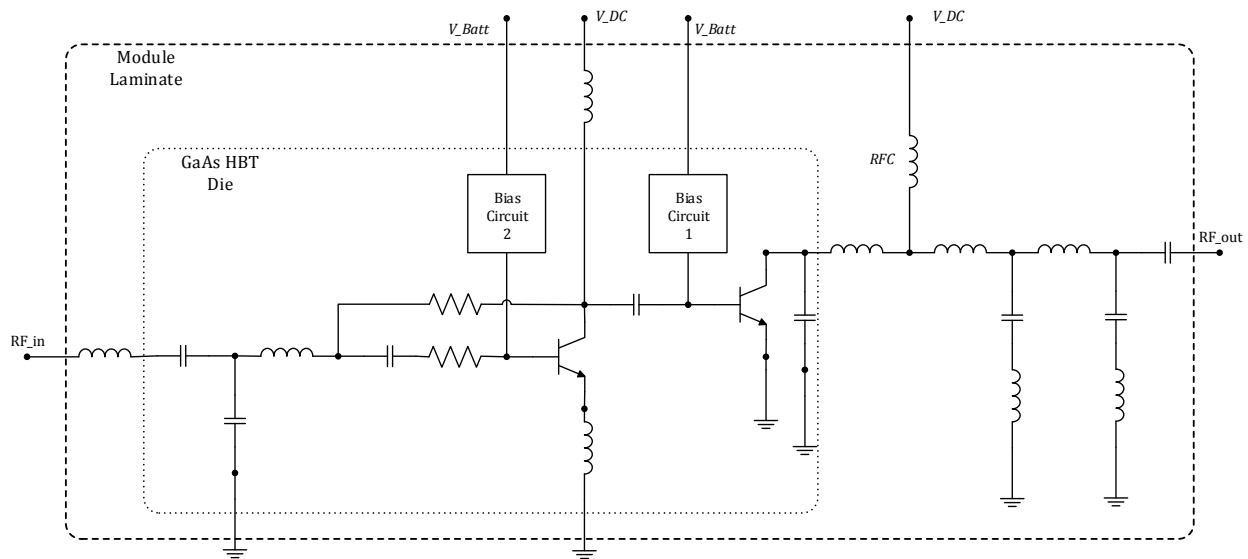 V_Batt
V_DC
V_Batt
V_DC
Module
Laminate
GaAs HBT
Die
RFC
Bias
Circuit
2
Bias
Circuit
1
RF_out
RF_in